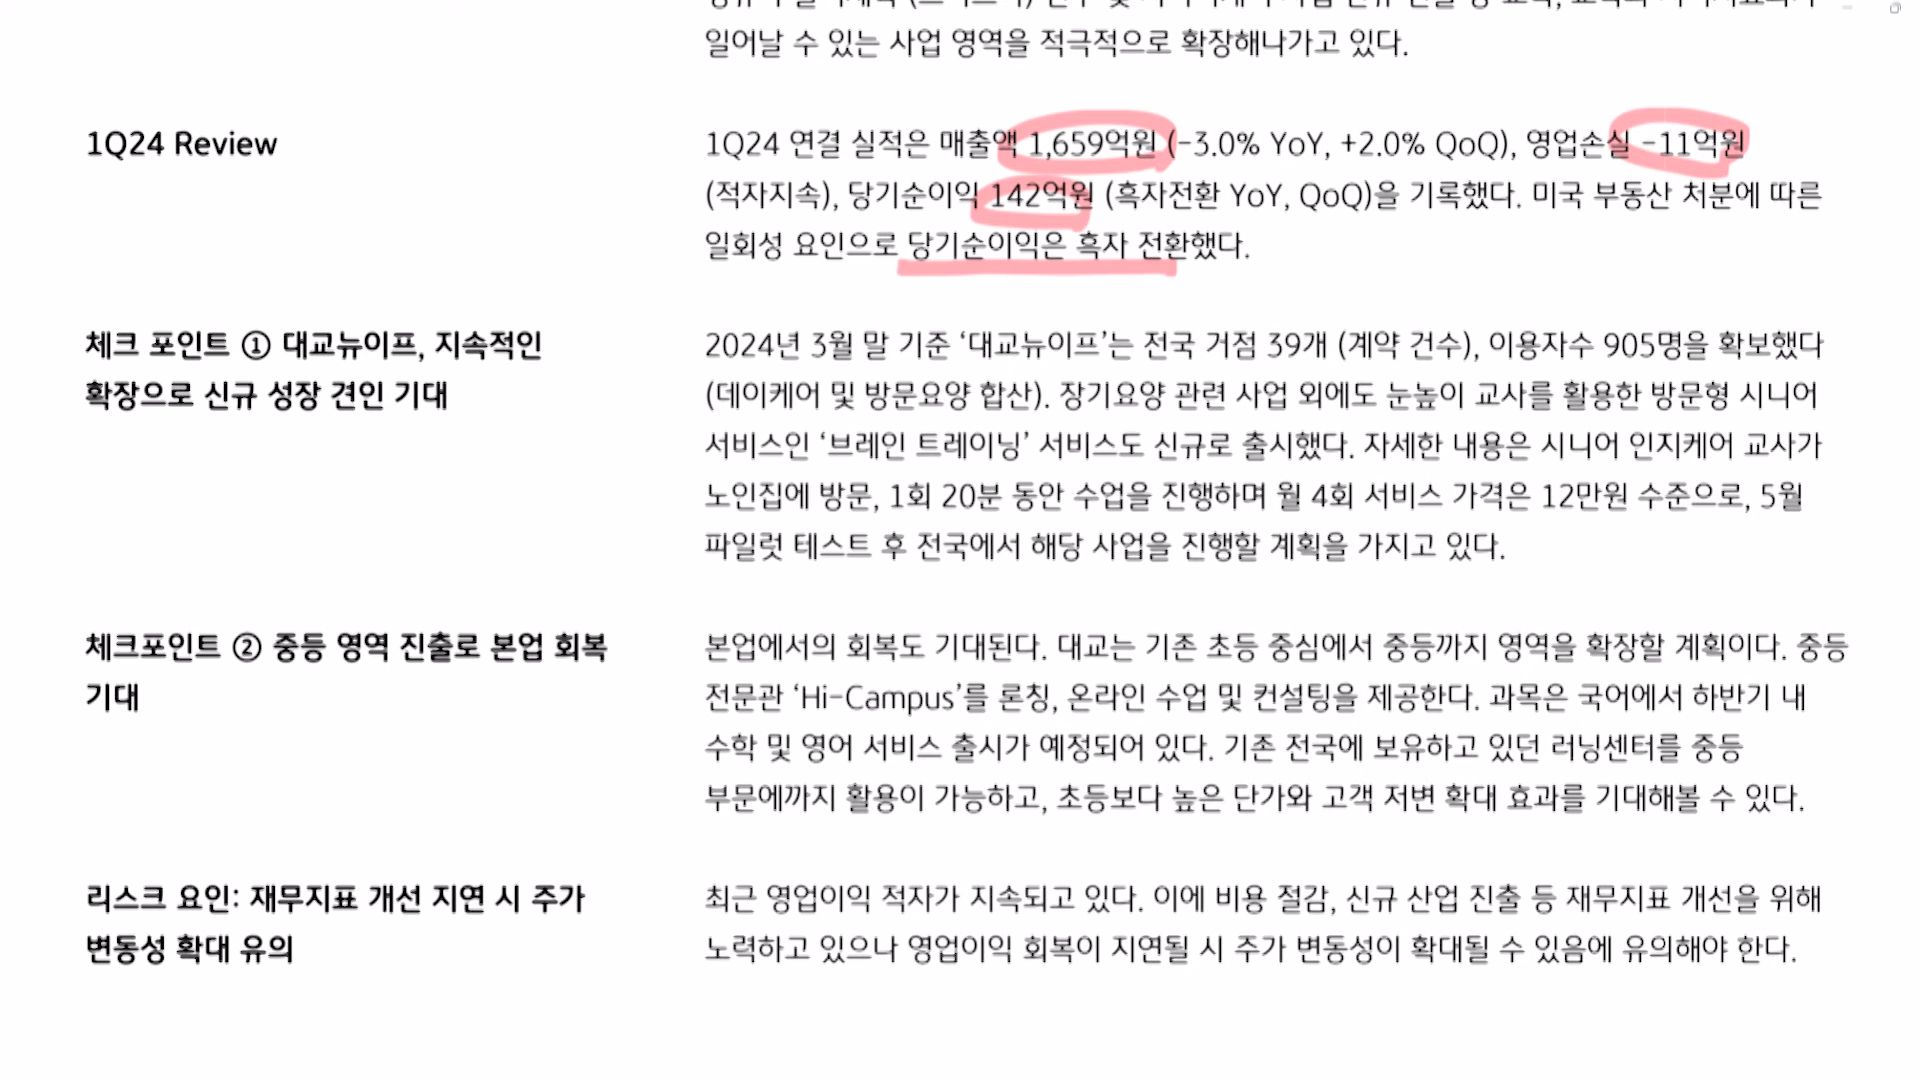 일어날 수 있는 사업 영역을 적극적으로 확장해나가고 있다.
1Q24 Review
1Q24 연결 실적은 매출액 1,659억원 (-3.0% YoY, +2.0% QoQ), 영업손실 -11억원
(적자지속), 당기순이익 142억원 (흑자전환 YoY, QoQ)을 기록했다. 미국 부동산 처분에 따른
일회성 요인으로 당기순이익은 흑자 전환했다.
체크 포인트 ① 대교뉴이프, 지속적인
확장으로 신규 성장 견인 기대
2024년 3월 말 기준 ‘대교뉴이프’는 전국 거점 39개 (계약 건수), 이용자수 905명을 확보했다
(데이케어 및 방문요양 합산). 장기요양 관련 사업 외에도 눈높이 교사를 활용한 방문형 시니어
서비스인 ‘브레인 트레이닝’ 서비스도 신규로 출시했다. 자세한 내용은 시니어 인지케어 교사가
노인집에 방문, 1회 20분 동안 수업을 진행하며 월 4회 서비스 가격은 12만원 수준으로, 5월
파일럿 테스트 후 전국에서 해당 사업을 진행할 계획을 가지고 있다.
체크포인트 ② 중등 영역 진출로 본업 회복
기대
본업에서의 회복도 기대된다. 대교는 기존 초등 중심에서 중등까지 영역을 확장할 계획이다. 중등
전문관 ‘Hi-Campus’를 론칭, 온라인 수업 및 컨설팅을 제공한다. 과목은 국어에서 하반기 내
수학 및 영어 서비스 출시가 예정되어 있다. 기존 전국에 보유하고 있던 러닝센터를 중등
부문에까지 활용이 가능하고, 초등보다 높은 단가와 고객 저변 확대 효과를 기대해볼 수 있다.
리스크 요인: 재무지표 개선 지연 시 주가
변동성 확대 유의
최근 영업이익 적자가 지속되고 있다. 이에 비용 절감, 신규 산업 진출 등 재무지표 개선을 위해
노력하고 있으나 영업이익 회복이 지연될 시 주가 변동성이 확대될 수 있음에 유의해야 한다.